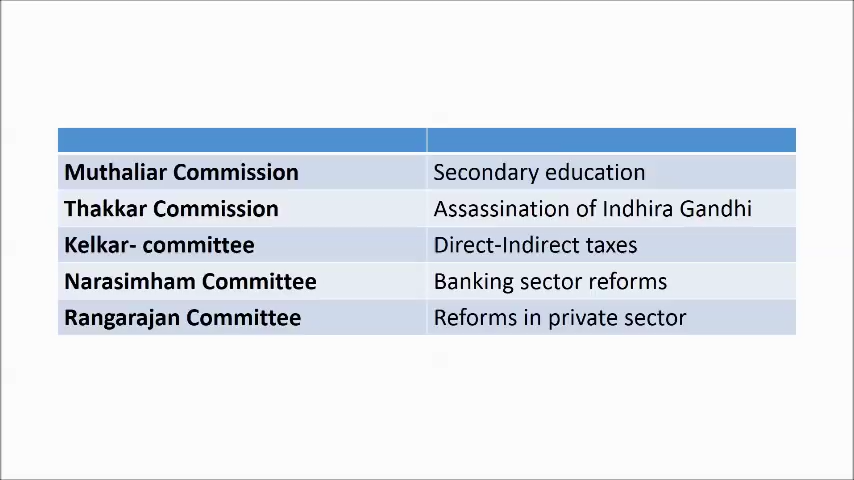 Muthaliar Commission Secondary education
Thakkar Commission Assassination of Indhira Gandhi
Kelkar- committee Direct-Indirect taxes
Narasimham Committee Banking sector reforms
Rangarajan Committee Reforms in private sector